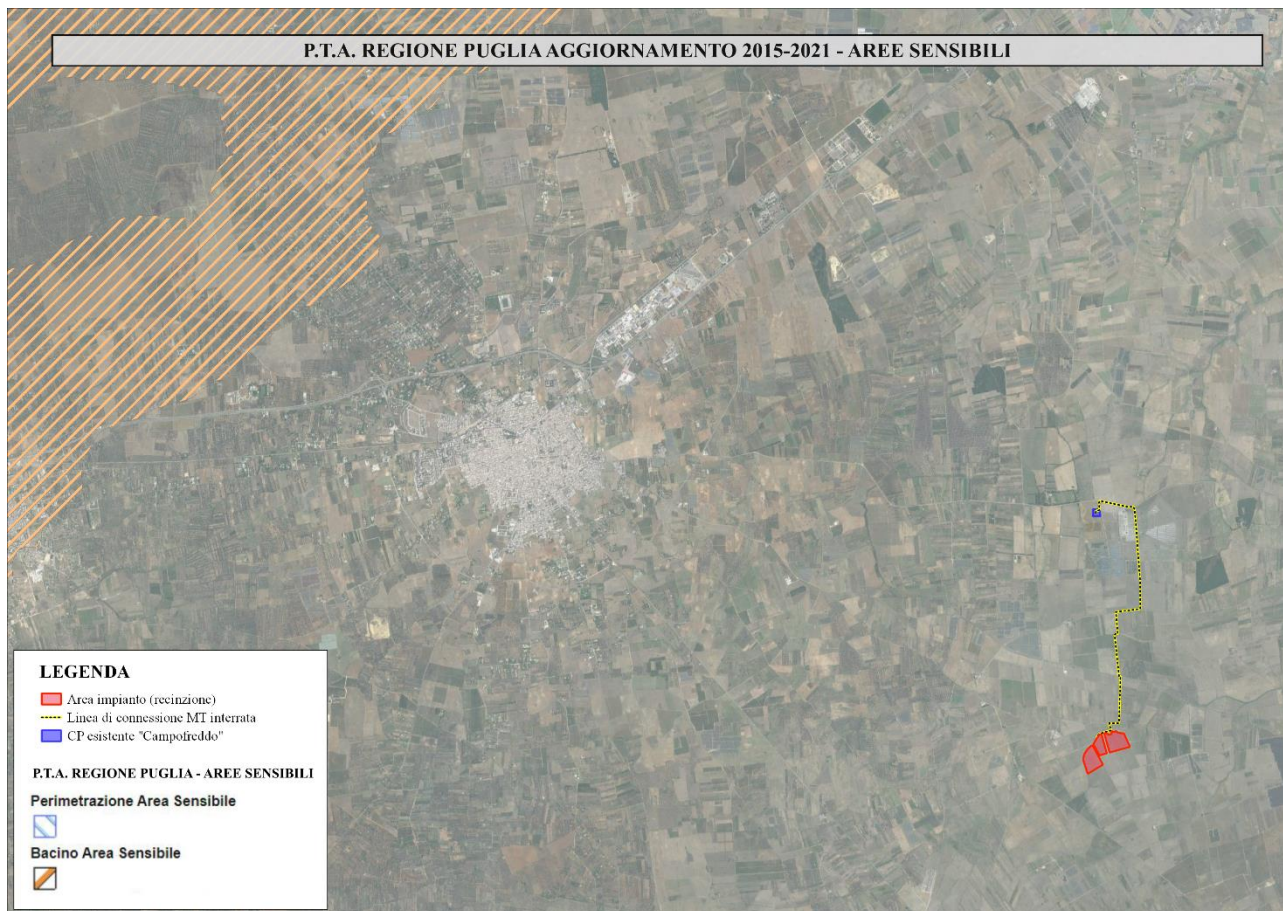 P.T.A. REGIONE PUGLIA AGGIORNAMENTO 2015-2021 - AREE SENSIBILI
LEGENDA
Area impianto (recinzione)
Linea di connessione MT interrata
CP esistente "Campofreddo"
P.T.A. REGIONE PUGLIA - AREE SENSIBILI
Perimetrazione Area Sensibile
Bacino Area Sensibile